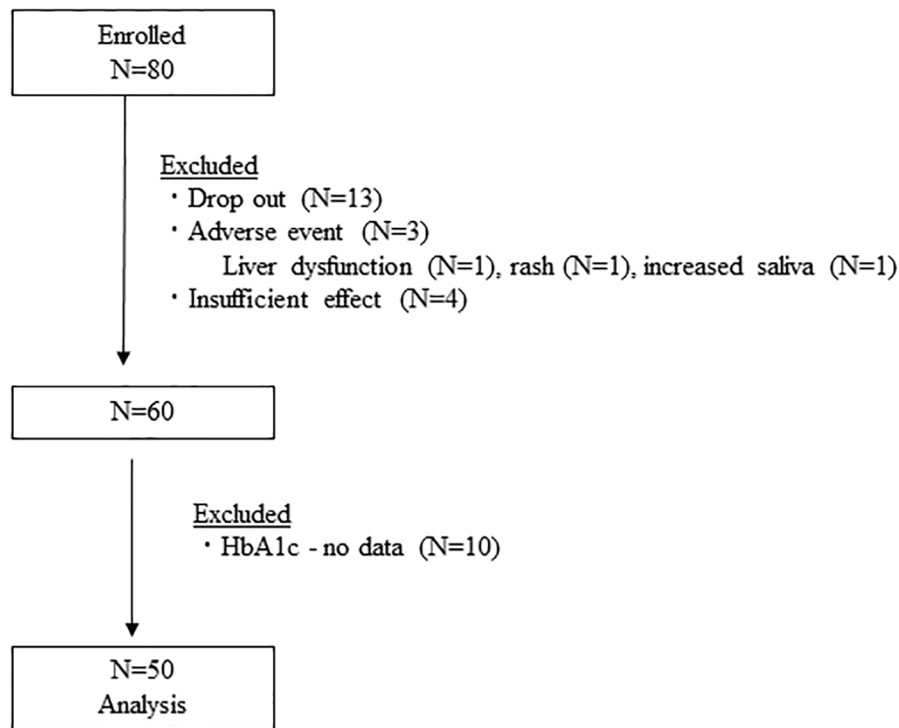 Enrolled
N=80
Excluded
・Drop out (N=13)
・Adverse event (N=3)
Liver dysfunction (N=1), rash (N=1), increased saliva (N=1)
・Insufficient effect (N=4)
N=60
Excluded
・HbA1c - no data (N=10)
N=50
Analysis